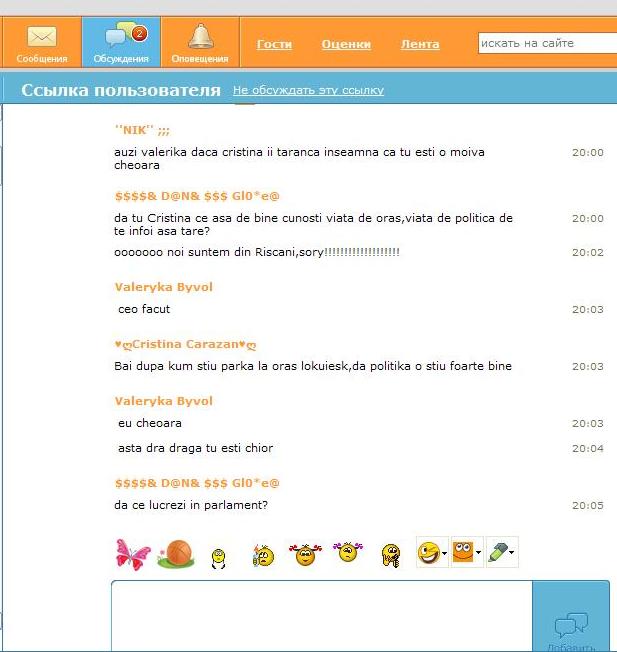 2
Сообщения
Обсуждения
Оповещения
Гости
Оценки
Лента
искать на сайте
Ссылка пользователя
Не обсуждать эту ссылку
''NIK'' ;;;
auzi valerika daca cristina ii taranca inseamna ca tu esti o moiva 20:00
cheoara
$$$$& D@N& $$$ Gl0*e@
da tu Cristina ce asa de bine cunosti viata de oras,viata de politica de 20:00
te infoi asa tare?
ooooooo noi suntem din Riscani,sory!!!!!!!!!!!!!!!!!!! 20:02
Valeryka Byvol
ceo facut 20:03
♥ღCristina Carazan♥ღ
Bai dupa kum stiu parka la oras lokuiesk,da politika o stiu foarte bine 20:03
Valeryka Byvol
eu cheoara 20:03
asta dra draga tu esti chior 20:04
$$$$& D@N& $$$ Gl0*e@
da ce lucrezi in parlament? 20:05
Добавить